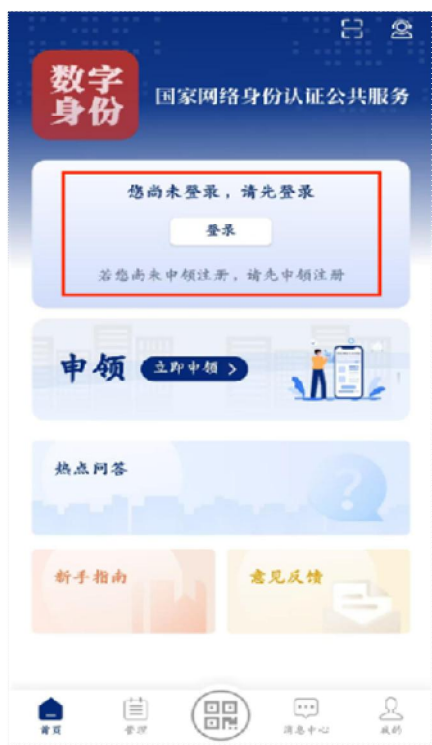 数字
身份
国家网络身份认证公共服务
您尚未登录，请先登录
登录
若您尚未申领注册，请先申领注册
申领
立即申领
热点问答
新手指南
意见反馈
首页
管理
消息中心
我的